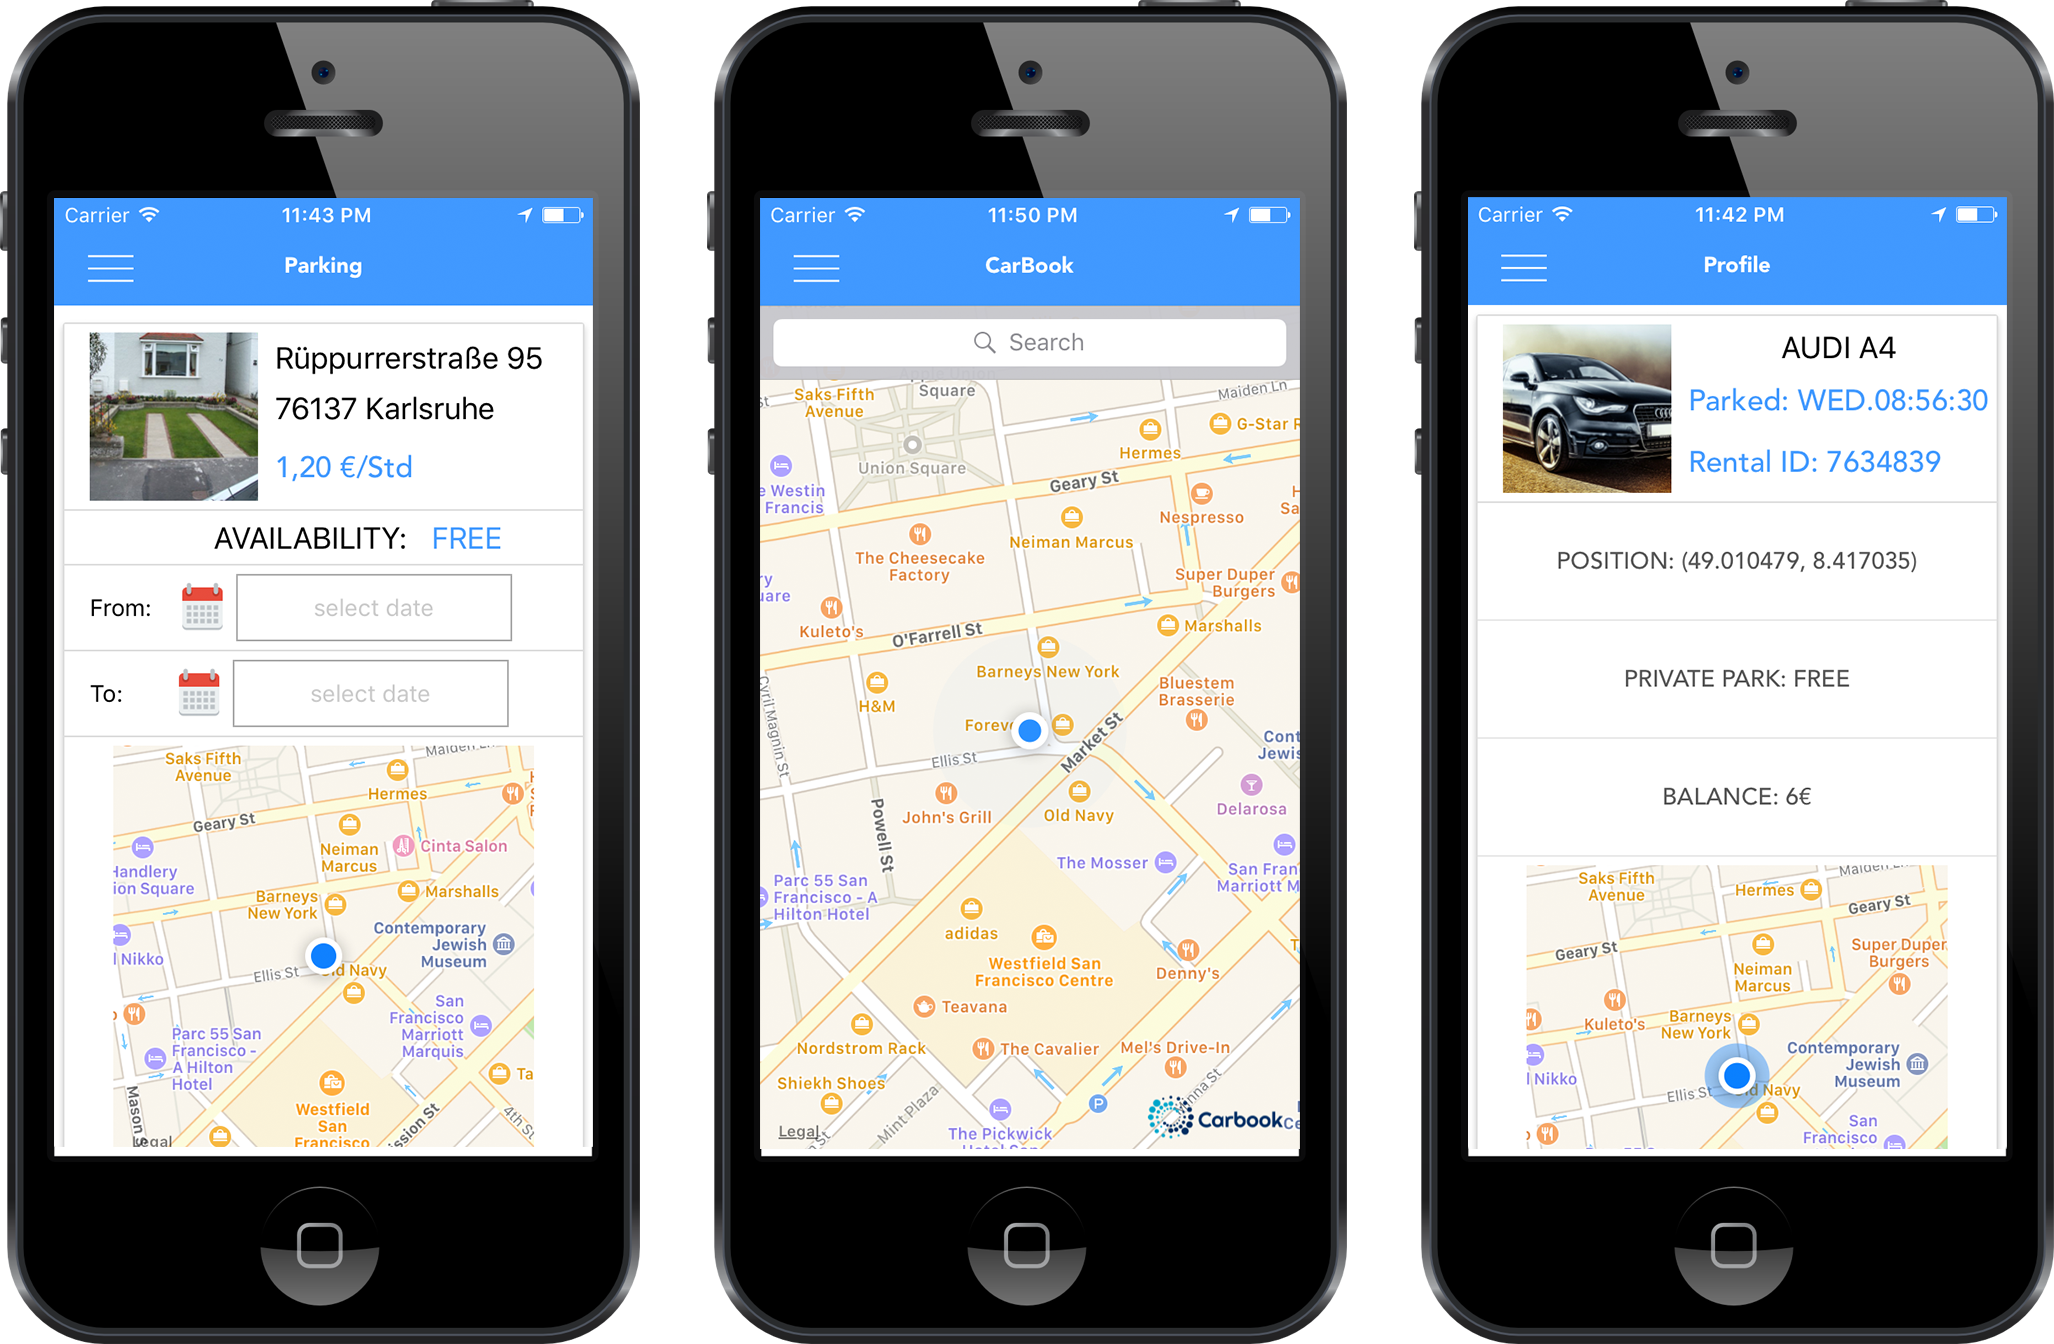 Carrier
11:43 PM
Parking
Rüppurrerstraße 95
76137 Karlsruhe
1,20 €/Std
AVAILABILITY: FREE
From: select date
To: select date
Saks Fifth
Avenue
Hermes
Geary St
Neiman
Marcus
Cinta Salon
Handlery
ion Square
Barneys
New York
Marshalls
Contemporary
Jewish
Museum
Nikko
Ellis St
Old Navy
San
Francisco
Marriott
Marquis
Parc 55 San
Francisco -
A Hilton
Hotel
Ta
Westfield
San
Francisco
Mason S
4th St
ission St
Legal
Carrier
11:50 PM
CarBook
Search
Saks Fifth
Avenue
Square
Maiden Ln
G-Star R
Hermes
Union Square
Geary St
e Westin
Francis
Nespresso
Neiman Marcus
The Cheesecake
Factory
Super Duper
Burgers
Kuleto's
O'Farrell St
Marshalls
Barneys New York
Cyril Magnin St
H&M
Bluestem
Brasserie
Foreve
Market St
Cont
Jewis
Ellis St
John's Grill
Powell St
Old Navy
Delarosa
The Mosser
San Fran
Marriott M
Parc 55 San
Francisco - A
Hilton Hotel
adidas
Westfield San
Francisco Centre
Denny's
Teavana
Nordstrom Rack
The Cavalier
Mel's Drive-In
Shiekh Shoes
Mint Plaza
nna St
P
Carbook
Legal
The Pickwick
Carrier
11:42 PM
Profile
AUDI A4
Parked: WED.08:56:30
Rental ID: 7634839
POSITION: (49.010479, 8.417035)
PRIVATE PARK: FREE
BALANCE: 6€
Saks Fifth
Avenue
Hermes
Maiden Ln
Geary St
Geary St
Neiman
Marcus
Super Duper
Burgers
Kuleto's
Barneys
New York
Contemporary
Jewish
Museum
Nikko
Ellis St
Old Navy
San
Francisco